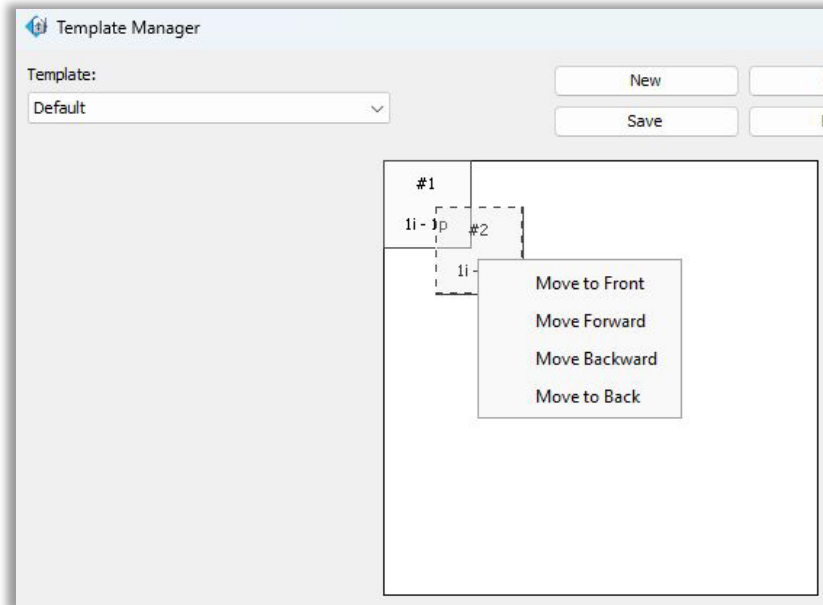 Template Manager
Template:
New
Default
Save
#1
1i - 1p
#2
1i -
Move to Front
Move Forward
Move Backward
Move to Back